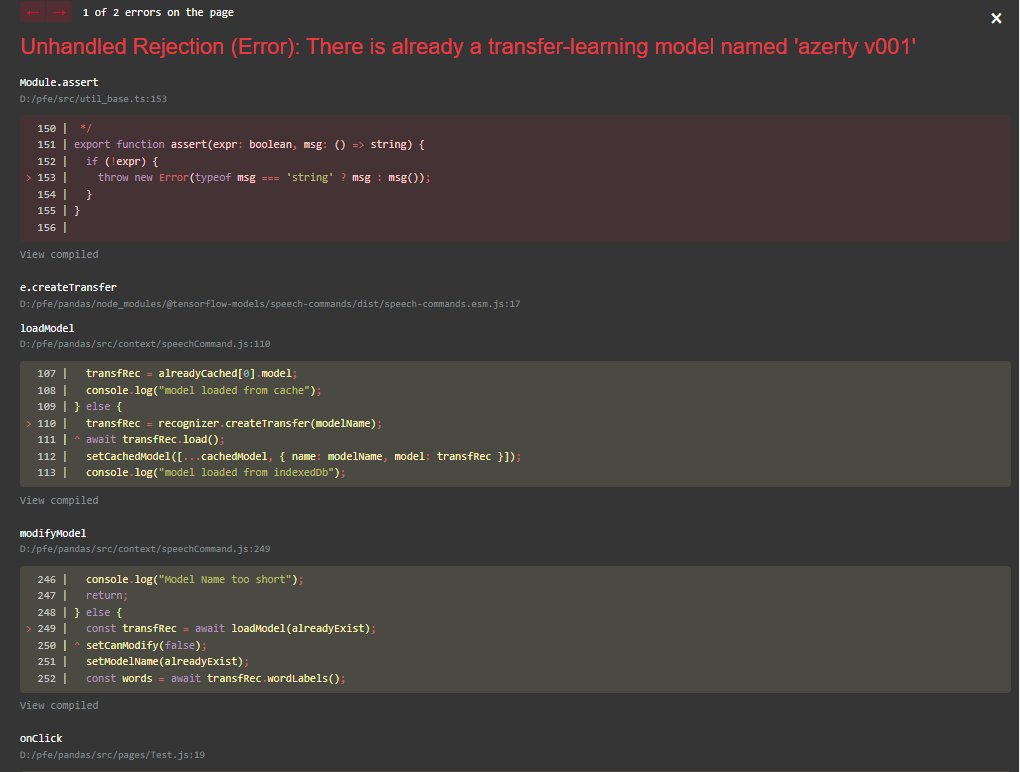 ← → 1 of 2 errors on the page
×
Unhandled Rejection (Error): There is already a transfer-learning model named 'azerty v001'
Module.assert
D:/pfe/src/util_base.ts:153
150 | */
151 | export function assert(expr: boolean, msg: () => string) {
152 | if (!expr) {
> 153 | throw new Error(typeof msg === 'string' ? msg : msg());
154 | }
155 | }
156 |
View compiled
e.createTransfer
D:/pfe/pandas/node_modules/@tensorflow-models/speech-commands/dist/speech-commands.esm.js:17
loadModel
D:/pfe/pandas/src/context/speechCommand.js:110
107 | transfRec = alreadyCached[0].model;
108 | console.log("model loaded from cache");
109 | } else {
> 110 | transfRec = recognizer.createTransfer(modelName);
111 | ^ await transfRec.load();
112 | setCachedModel([...cachedModel, { name: modelName, model: transfRec }]);
113 | console.log("model loaded from indexedDb");
View compiled
modifyModel
D:/pfe/pandas/src/context/speechCommand.js:249
246 | console.log("Model Name too short");
247 | return;
248 | } else {
> 249 | const transfRec = await loadModel(alreadyExist);
250 | ^ setCanModify(false);
251 | setModelName(alreadyExist);
252 | const words = await transfRec.wordLabels();
View compiled
onClick
D:/pfe/pandas/src/pages/Test.js:19